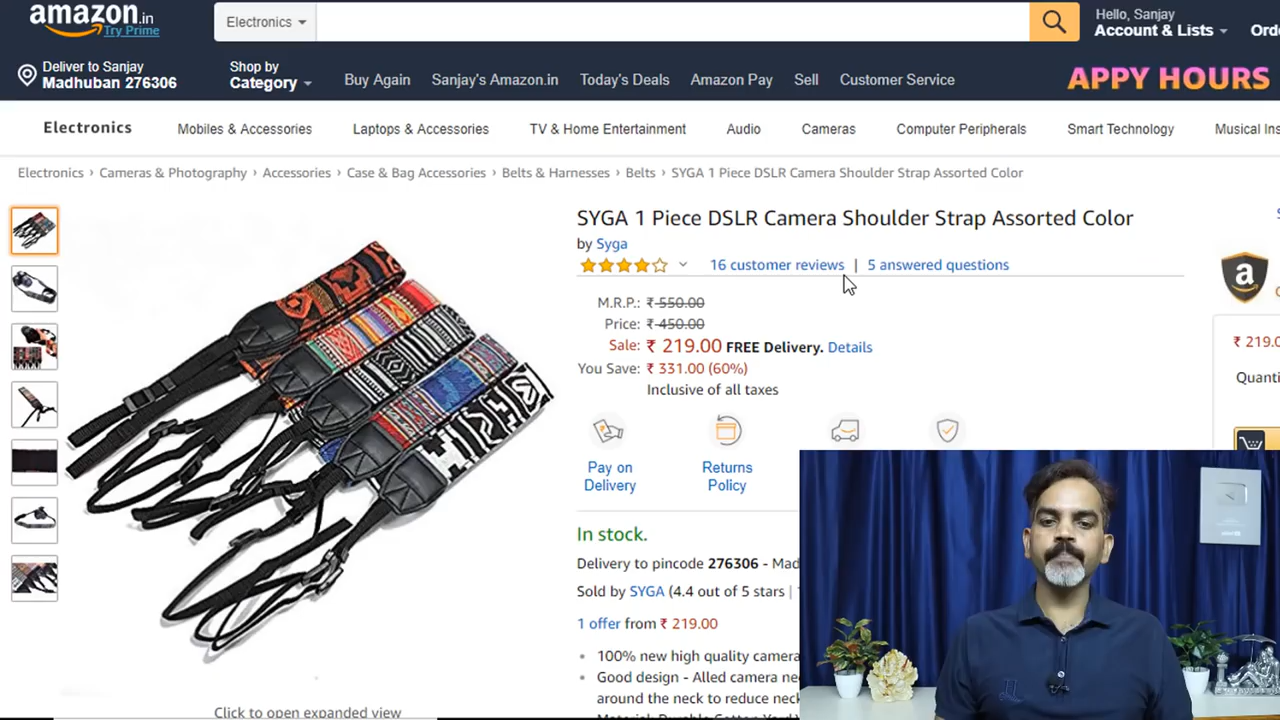 amazon.in
Try Prime
Electronics
Hello, Sanjay
Account & Lists
Ord
Deliver to Sanjay
Madhuban 276306
Shop by
Category
Buy Again
Sanjay's Amazon.in
Today's Deals
Amazon Pay
Sell
Customer Service
APPY HOURS
Electronics
Mobiles & Accessories
Laptops & Accessories
TV & Home Entertainment
Audio
Cameras
Computer Peripherals
Smart Technology
Musical Ins
Electronics › Cameras & Photography › Accessories › Case & Bag Accessories › Belts & Harnesses › Belts › SYGA 1 Piece DSLR Camera Shoulder Strap Assorted Color
SYGA 1 Piece DSLR Camera Shoulder Strap Assorted Color
by Syga
16 customer reviews | 5 answered questions
M.R.P.: ₹ 550.00
Price: ₹ 450.00
Sale: ₹ 219.00 FREE Delivery. Details
You Save: ₹ 331.00 (60%)
Inclusive of all taxes
₹ 219.0
Quanti
Pay on
Delivery
Returns
Policy
In stock.
Delivery to pincode 276306 - Mad
Sold by SYGA (4.4 out of 5 stars |
1 offer from ₹ 219.00
• 100% new high quality camera
• Good design - Alled camera ne
around the neck to reduce neck
Click to open expanded view